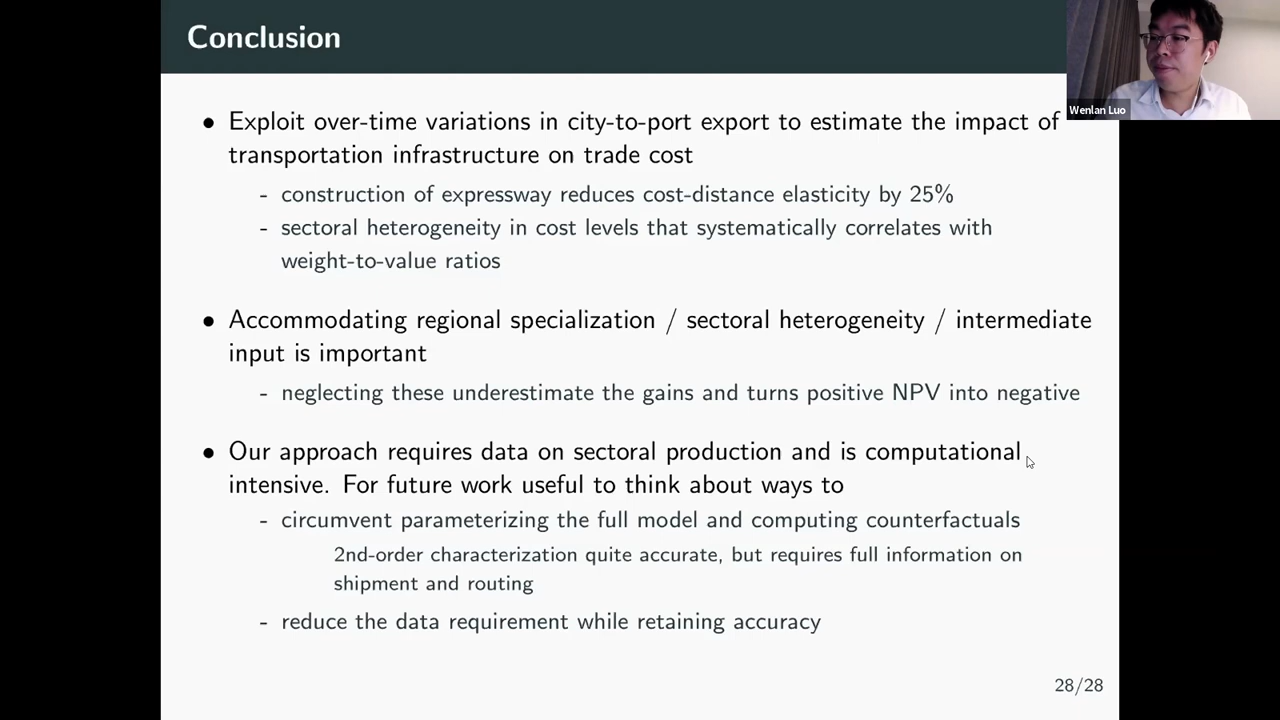 Conclusion
Wenlan Luo
• Exploit over-time variations in city-to-port export to estimate the impact of
transportation infrastructure on trade cost
- construction of expressway reduces cost-distance elasticity by 25%
- sectoral heterogeneity in cost levels that systematically correlates with
weight-to-value ratios
• Accommodating regional specialization / sectoral heterogeneity / intermediate
input is important
- neglecting these underestimate the gains and turns positive NPV into negative
• Our approach requires data on sectoral production and is computational
intensive. For future work useful to think about ways to
- circumvent parameterizing the full model and computing counterfactuals
2nd-order characterization quite accurate, but requires full information on
shipment and routing
- reduce the data requirement while retaining accuracy
28/28